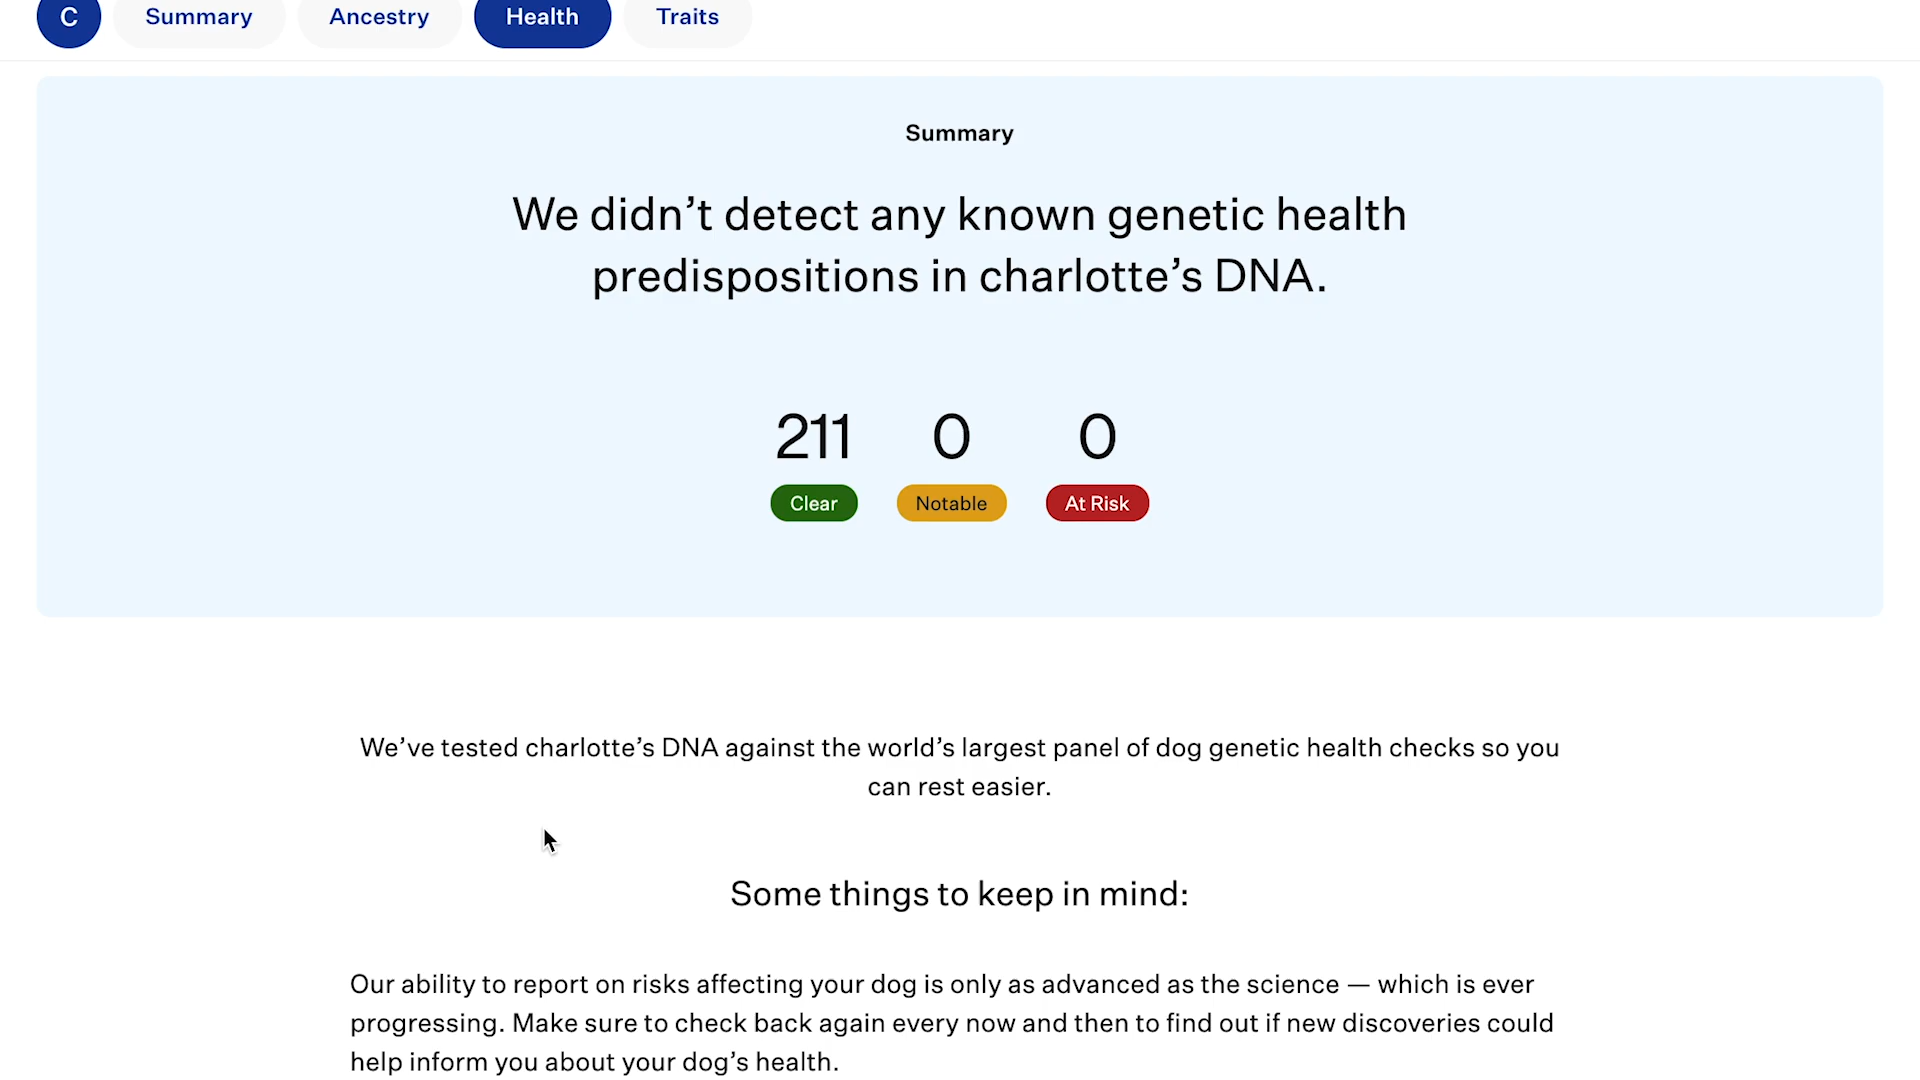 C Summary Ancestry Health Traits
Summary
We didn’t detect any known genetic health
predispositions in charlotte’s DNA.
211 0 0
Clear Notable At Risk
We’ve tested charlotte’s DNA against the world’s largest panel of dog genetic health checks so you
can rest easier.
Some things to keep in mind:
Our ability to report on risks affecting your dog is only as advanced as the science — which is ever
progressing. Make sure to check back again every now and then to find out if new discoveries could
help inform you about your dog’s health.